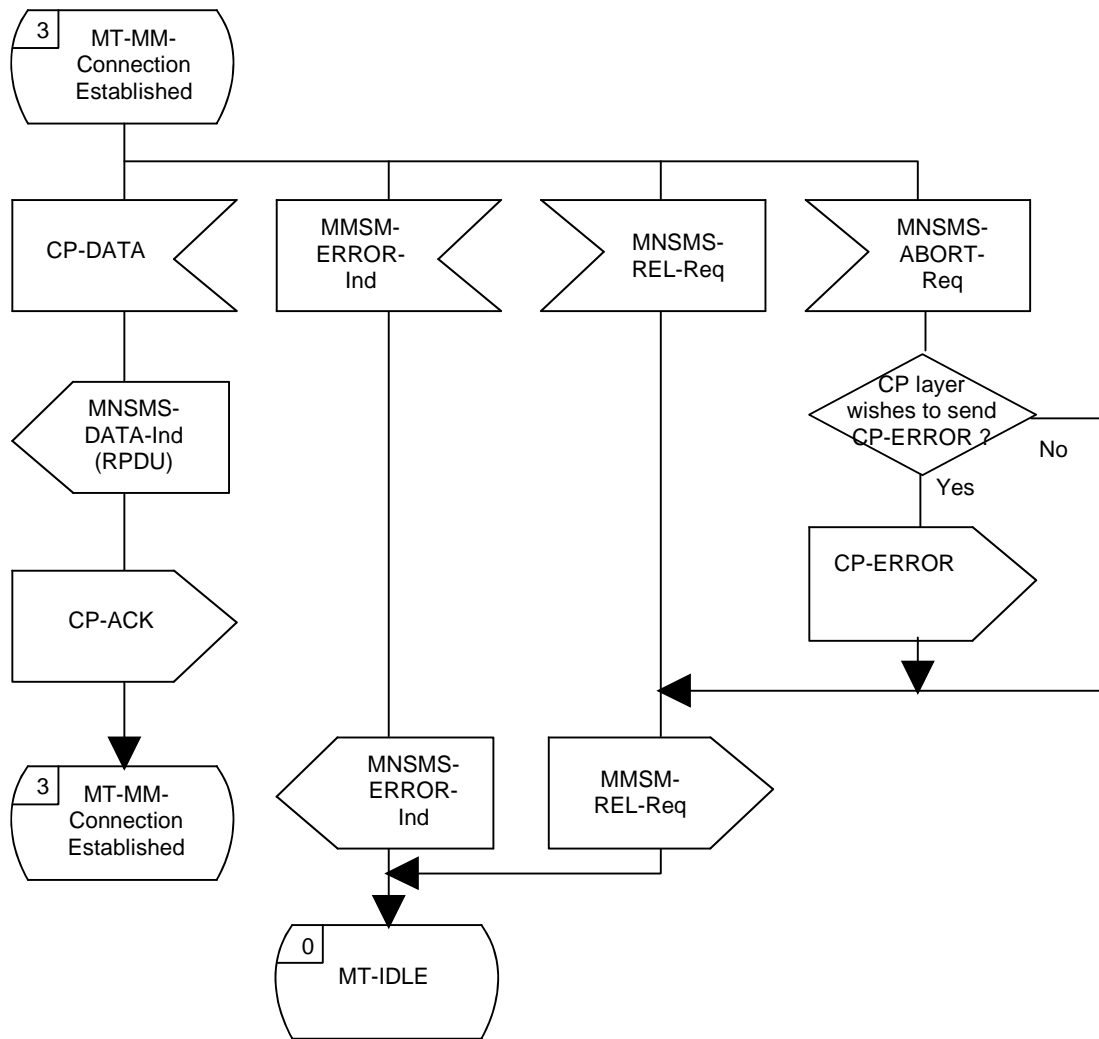 3
MT-MM-
Connection
Established
CP-DATA
MMSM-
ERROR-
Ind
MNSMS-
REL-Req
MNSMS-
ABORT-
Req
CP layer
wishes to send
CP-ERROR ?
No
Yes
MNSMS-
DATA-Ind
(RPDU)
CP-ERROR
CP-ACK
MNSMS-
ERROR-
Ind
MMSM-
REL-Req
3
MT-MM-
Connection
Established
0
MT-IDLE